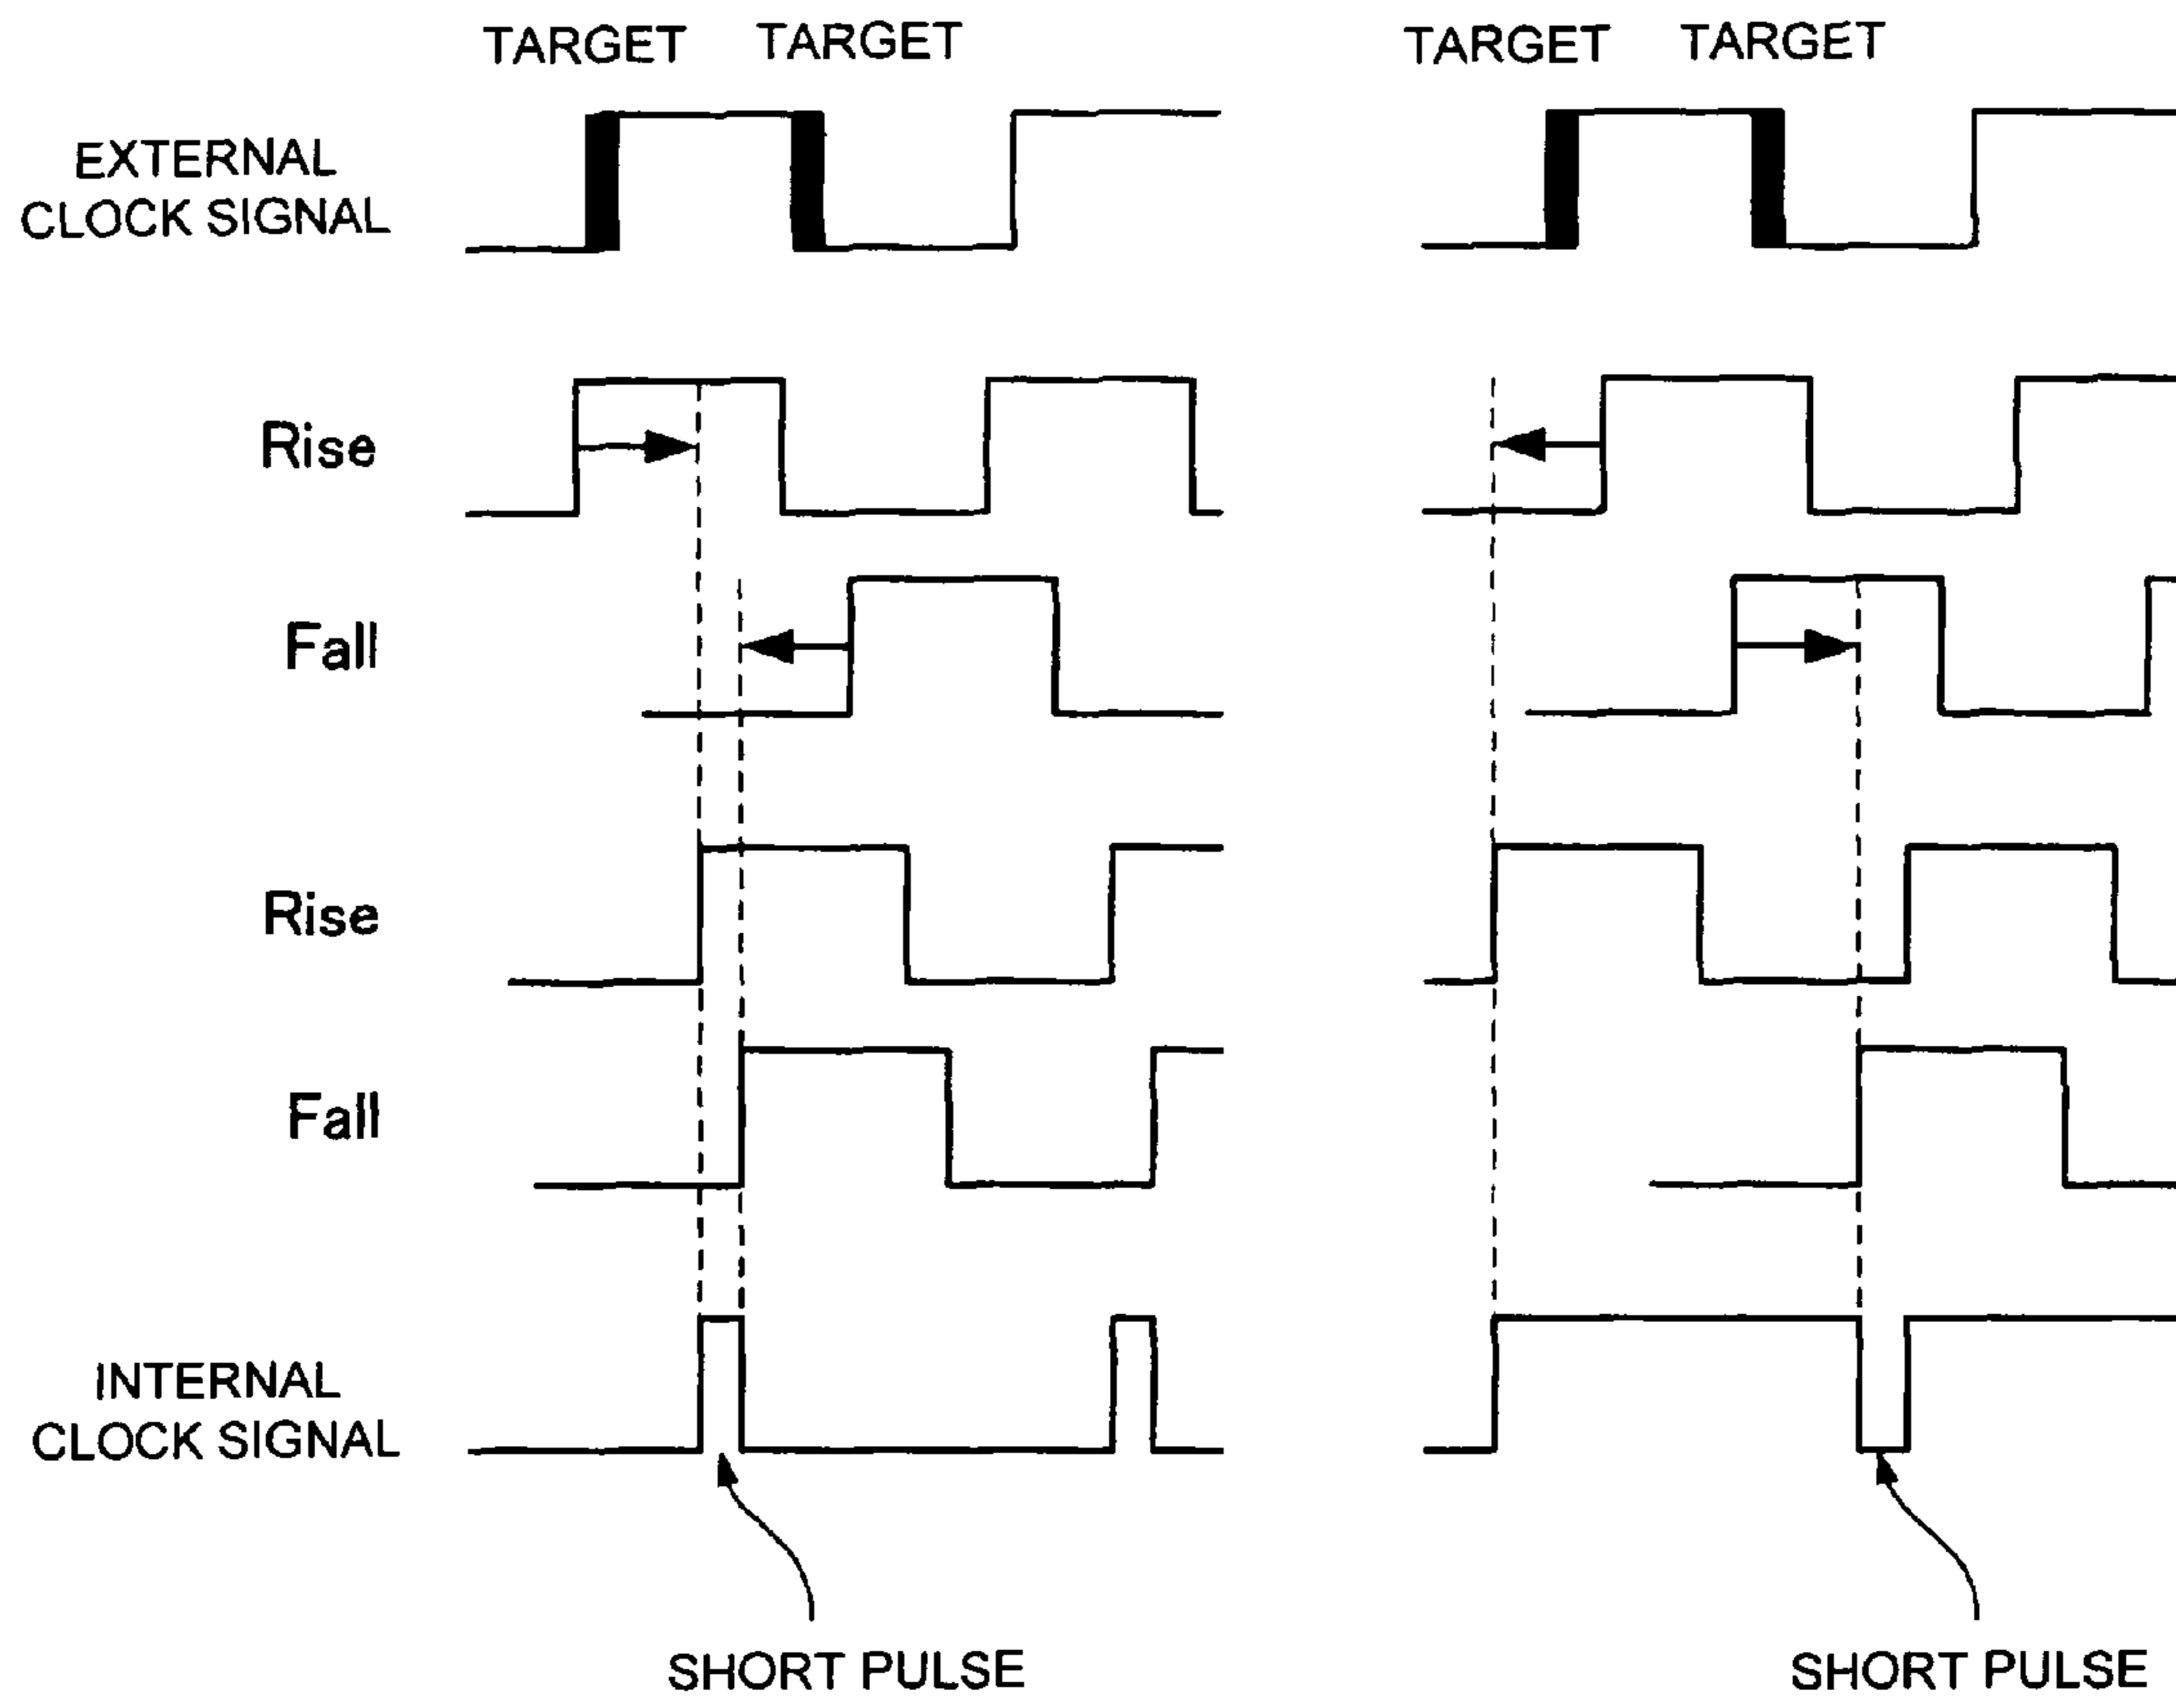 TARGET TARGET TARGET TARGET
EXTERNAL
CLOCK SIGNAL
Rise
Fall
Rise
Fall
INTERNAL
CLOCK SIGNAL
SHORT PULSE SHORT PULSE